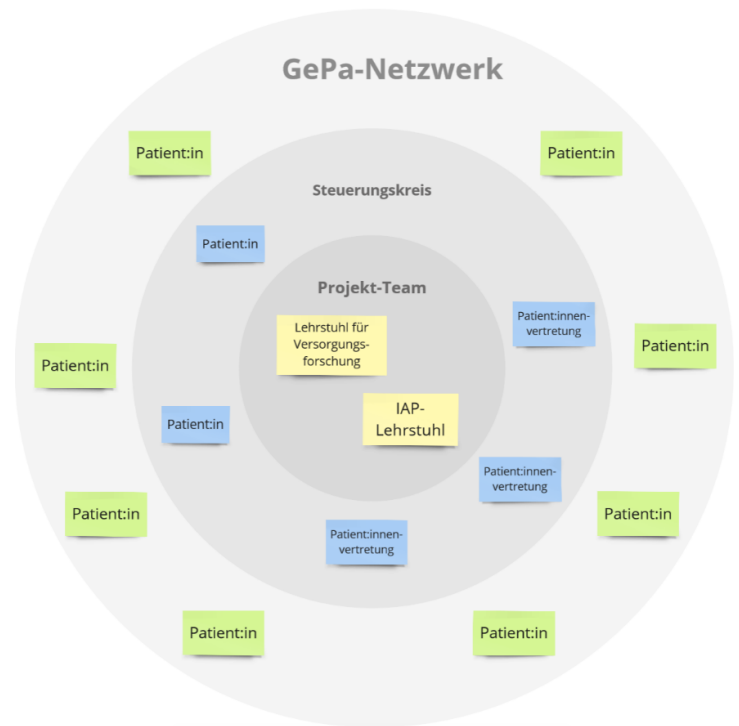 GePa-Netzwerk
Patient:in
Patient:in
Steuerungskreis
Patient:in
Projekt-Team
Lehrstuhl für
Versorgungs-
forschung
Patient:innen-
vertretung
Patient:in
Patient:in
IAP-
Lehrstuhl
Patient:in
Patient:innen-
vertretung
Patient:in
Patient:in
Patient:innen-
vertretung
Patient:in
Patient:in